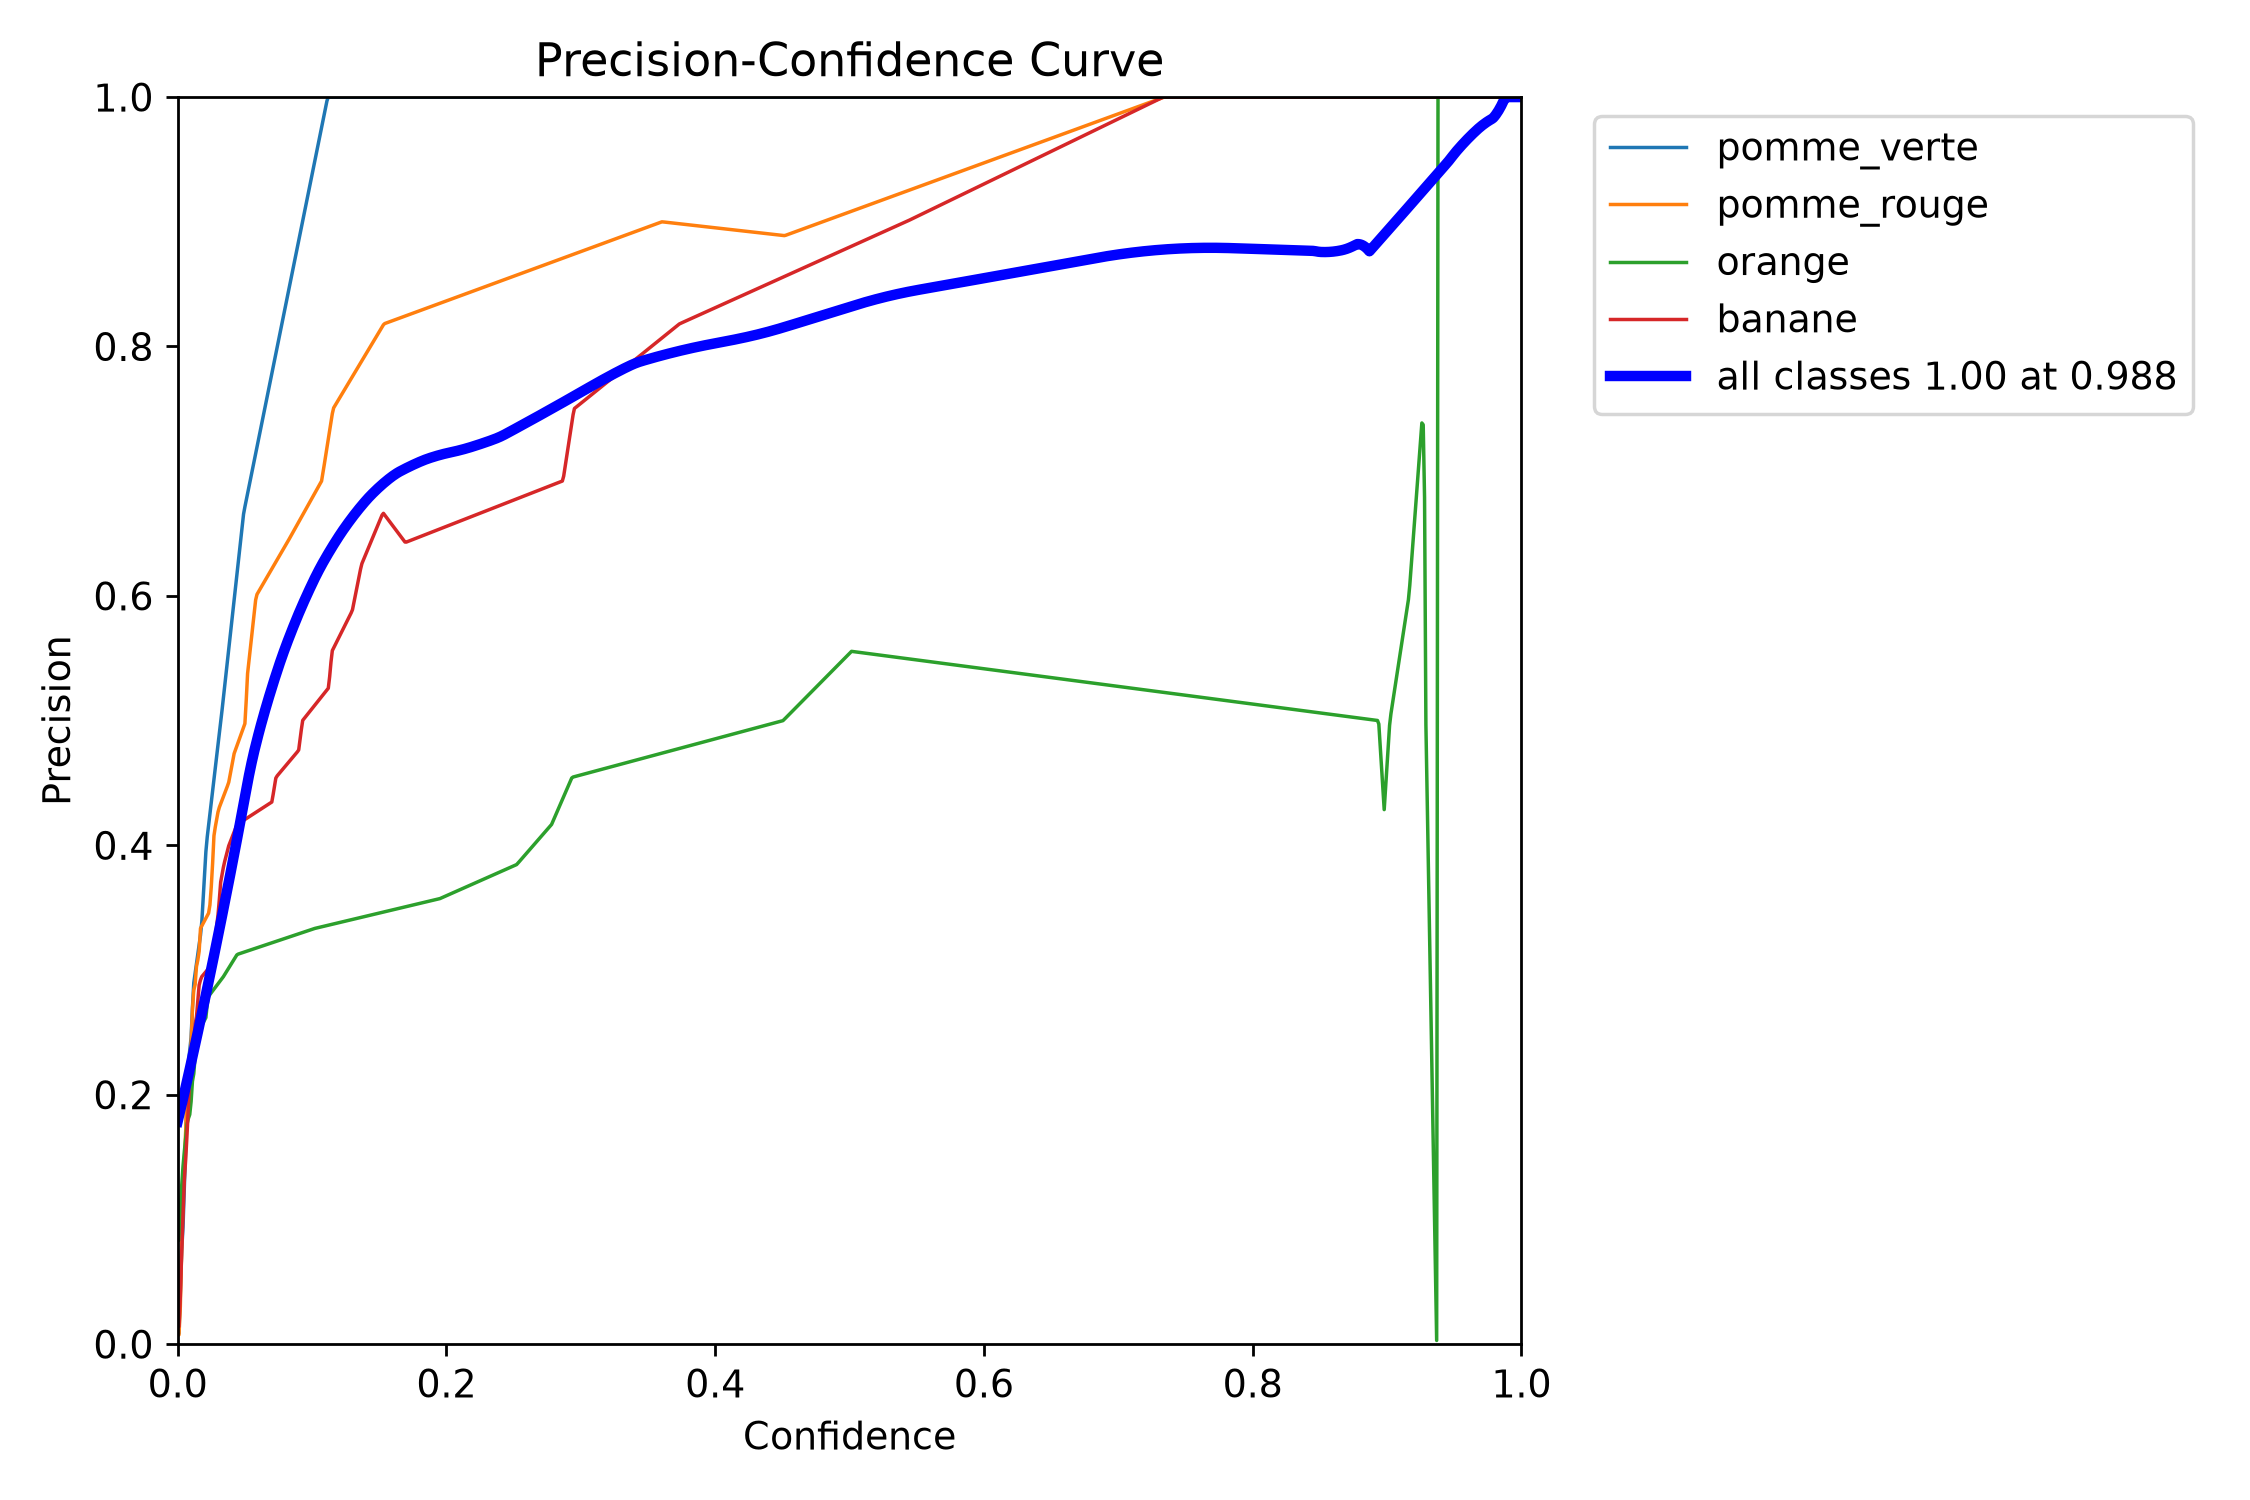 Precision-Confidence Curve
1.0
0.8
0.6
0.4
0.2
0.0
Precision
0.0 0.2 0.4 0.6 0.8 1.0
Confidence
pomme_verte
pomme_rouge
orange
banane
all classes 1.00 at 0.988